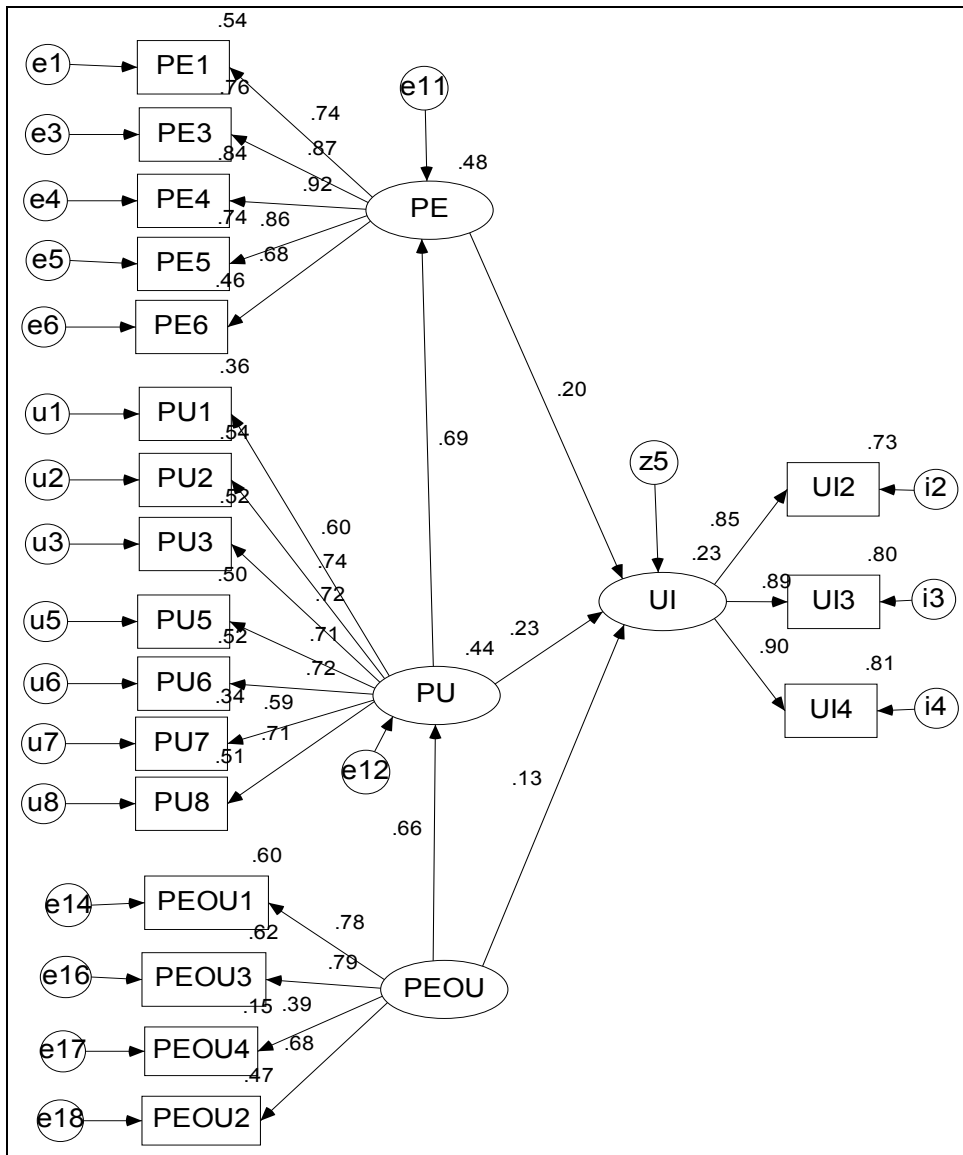 .54
e1 PE1
.76
e11
.74
e3 PE3
.84
.87
.48
.92
e4 PE4
PE
.74 .86
e5 PE5
.68
.46
e6 PE6
.36
.20
u1 PU1
.54
.69
.73
z5
u2 PU2
UI2 i2
.52
.85
.60
u3 PU3
.74
.23
.80
.50
.72
UI
.89
UI3 i3
u5 PU5
.71
.23
.52
.44
.90
.72
.81
u6 PU6
PU
.34 .59
UI4 i4
u7 PU7
.71
.51
e12
.13
u8 PU8
.66
.60
e14 PEOU1
.78
.62
.79
e16 PEOU3
PEOU
.15 .39
e17 PEOU4
.68
.47
e18 PEOU2